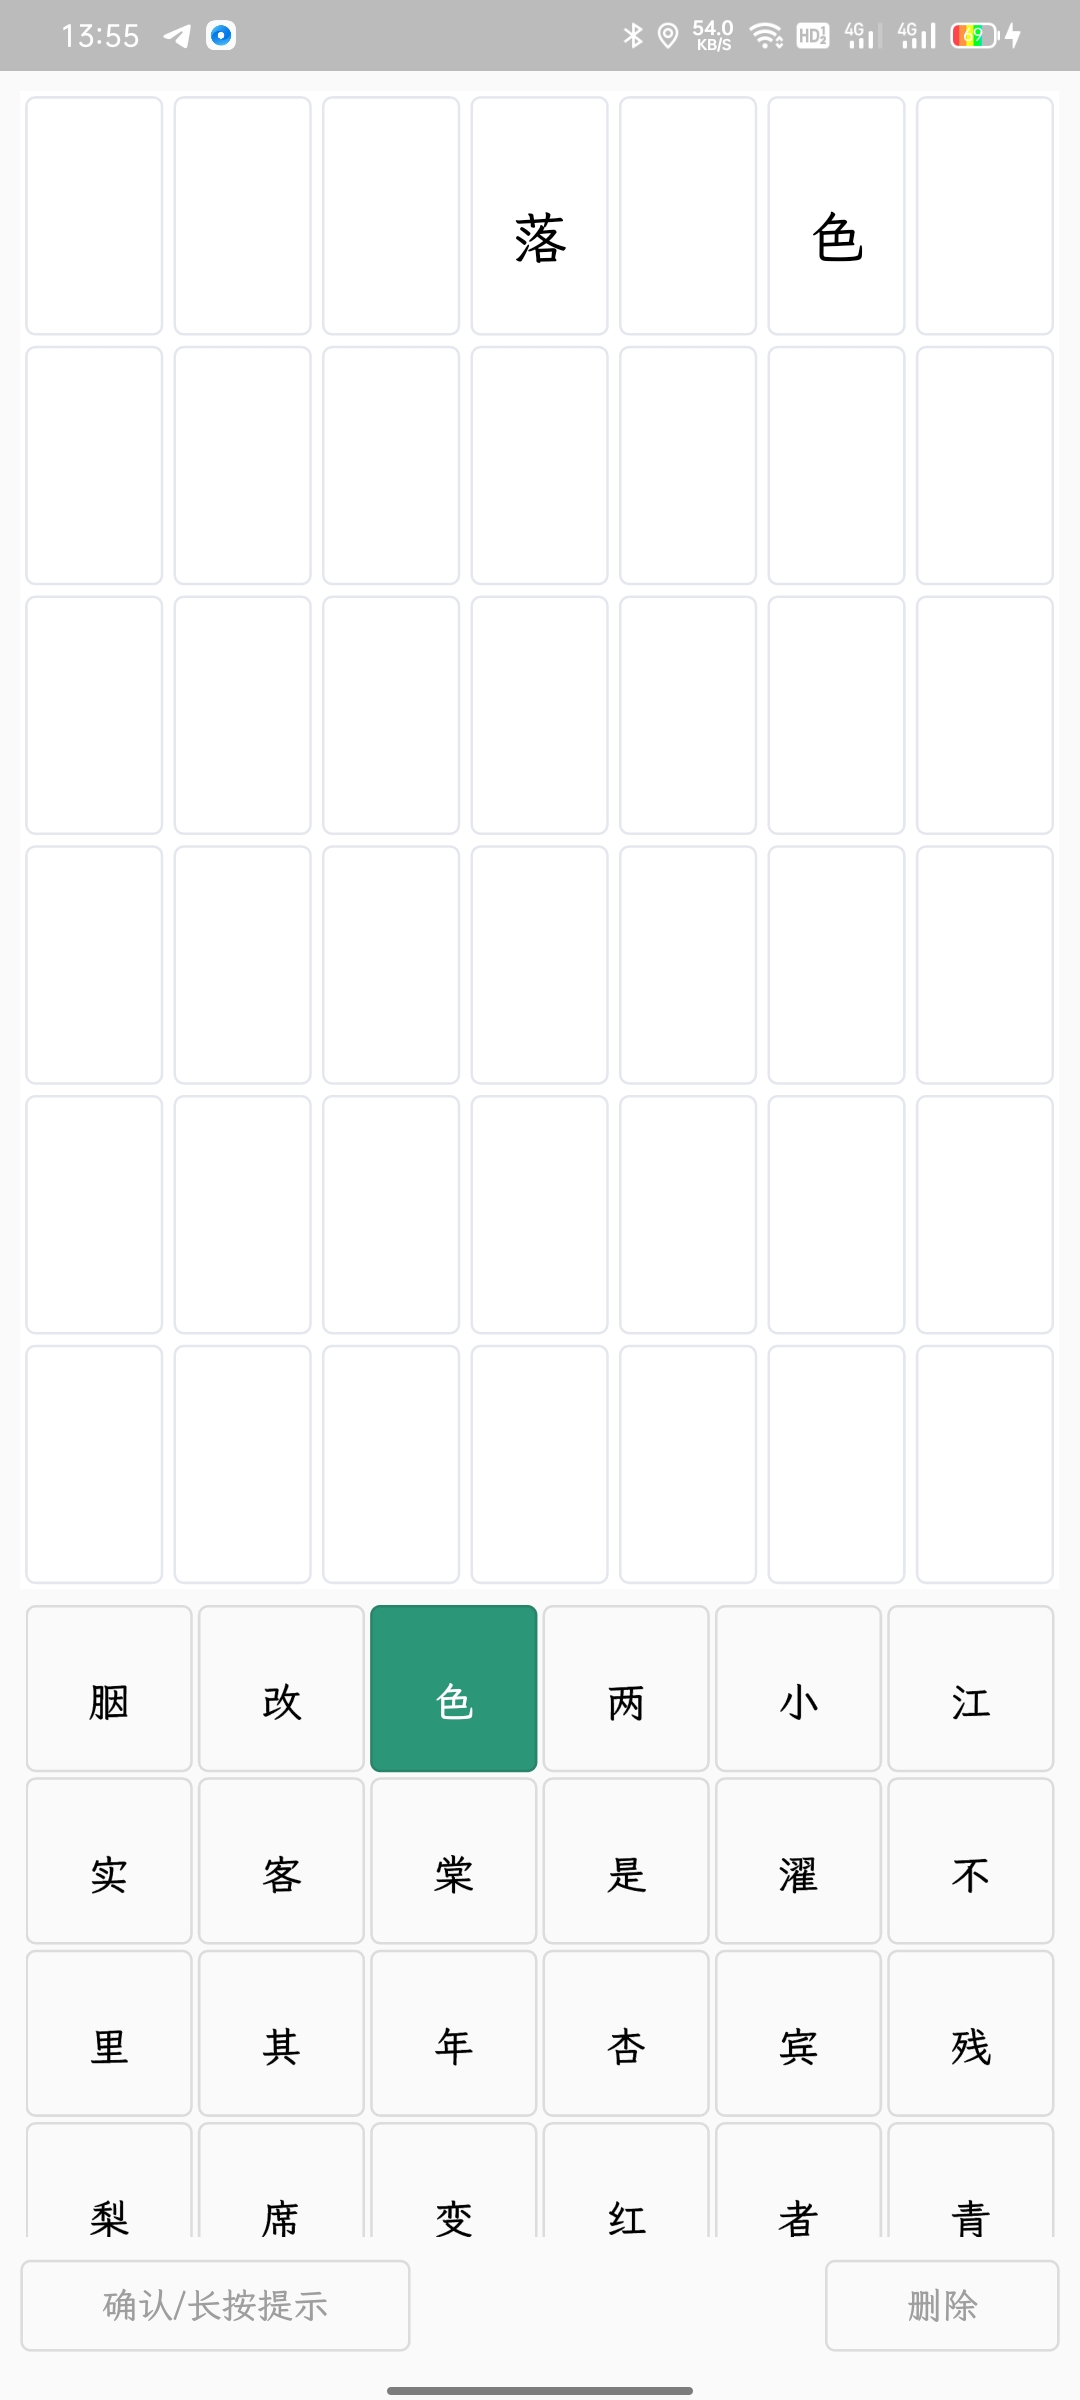 13:55 54.0 KB/S HD 1 2 4G 4G 69
落 色
胭 改 色 两 小 江
实 客 棠 是 濯 不
里 其 年 杏 宾 残
梨 席 变 红 者 青
确认/长按提示 删除